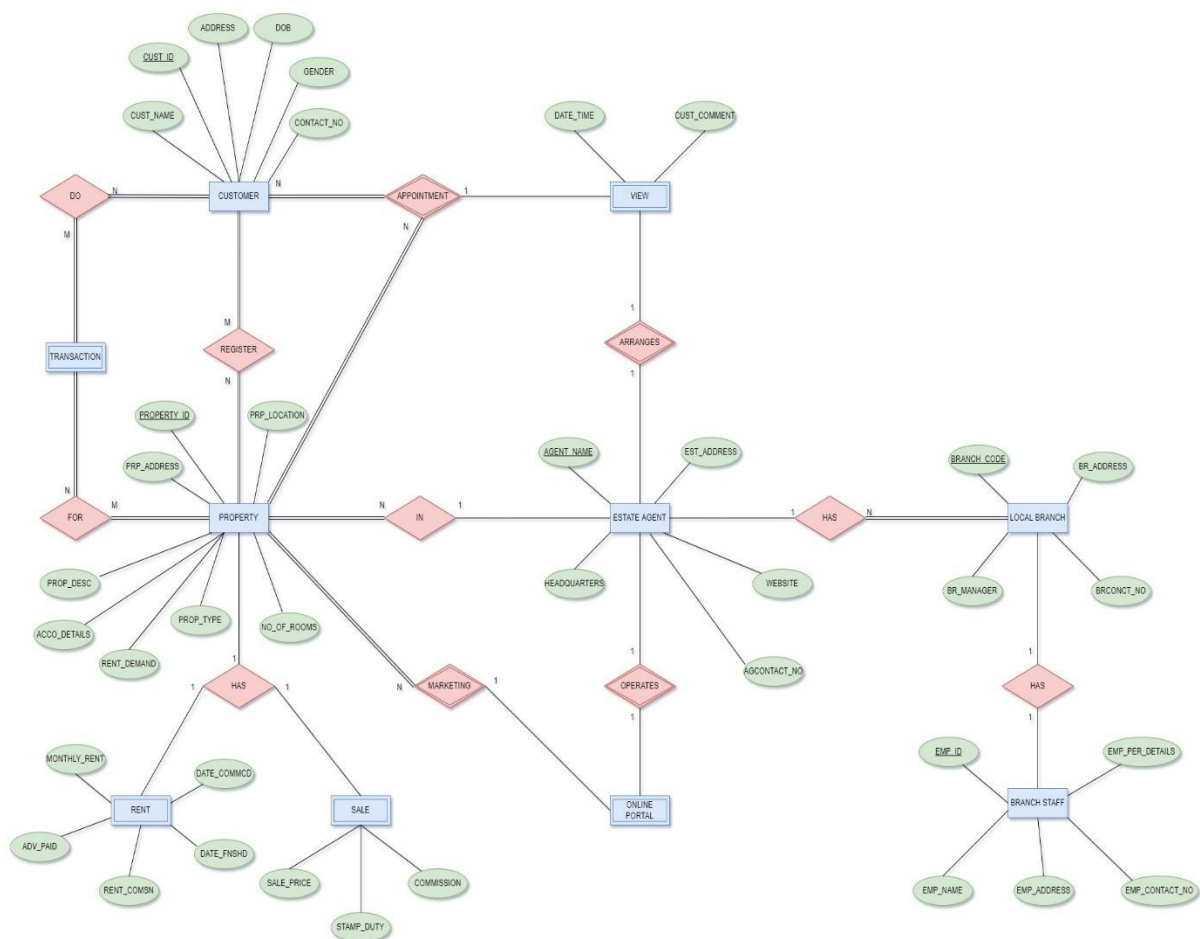 ADDRESS
DOB
CUST_ID
GENDER
CUST_NAME
CONTACT_NO
DATE_TIME
CUST_COMMENT
DO
N
CUSTOMER
N
APPOINTMENT
1
VIEW
M
N
TRANSACTION
M
REGISTER
N
1
ARRANGES
1
PROPERTY_ID
PRP_LOCATION
PRP_ADDRESS
AGENT_NAME
EST_ADDRESS
BRANCH_CODE
BR_ADDRESS
N
FOR
M
PROPERTY
N
IN
1
ESTATE AGENT
1
HAS
N
LOCAL BRANCH
PROP_DESC
ACCO_DETAILS
RENT_DEMAND
PROP_TYPE
NO_OF_ROOMS
HEADQUARTERS
WEBSITE
AGCONTACT_NO
BR_MANAGER
BRCONCT_NO
1
HAS
1
1
N
MARKETING
1
1
OPERATES
1
1
HAS
1
MONTHLY_RENT
DATE_COMMCD
RENT
ADV_PAID
DATE_FNSHD
RENT_COMSN
SALE
SALE_PRICE
COMMISSION
STAMP_DUTY
ONLINE
PORTAL
EMP_ID
EMP_PER_DETAILS
BRANCH STAFF
EMP_NAME
EMP_ADDRESS
EMP_CONTACT_NO